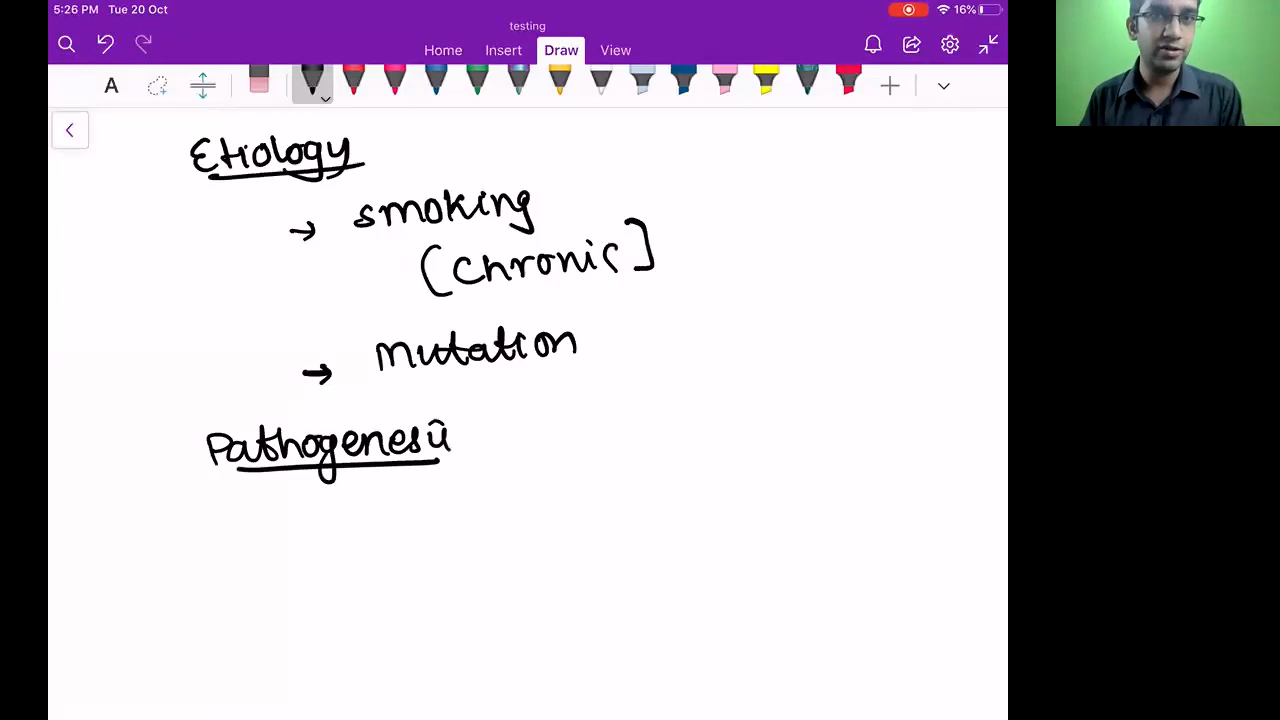 5:26 PM Tue 20 Oct
16%
testing
Home Insert Draw View
A
Etiology
→ smoking
(Chronic]
→ mutation
Pathogenesis